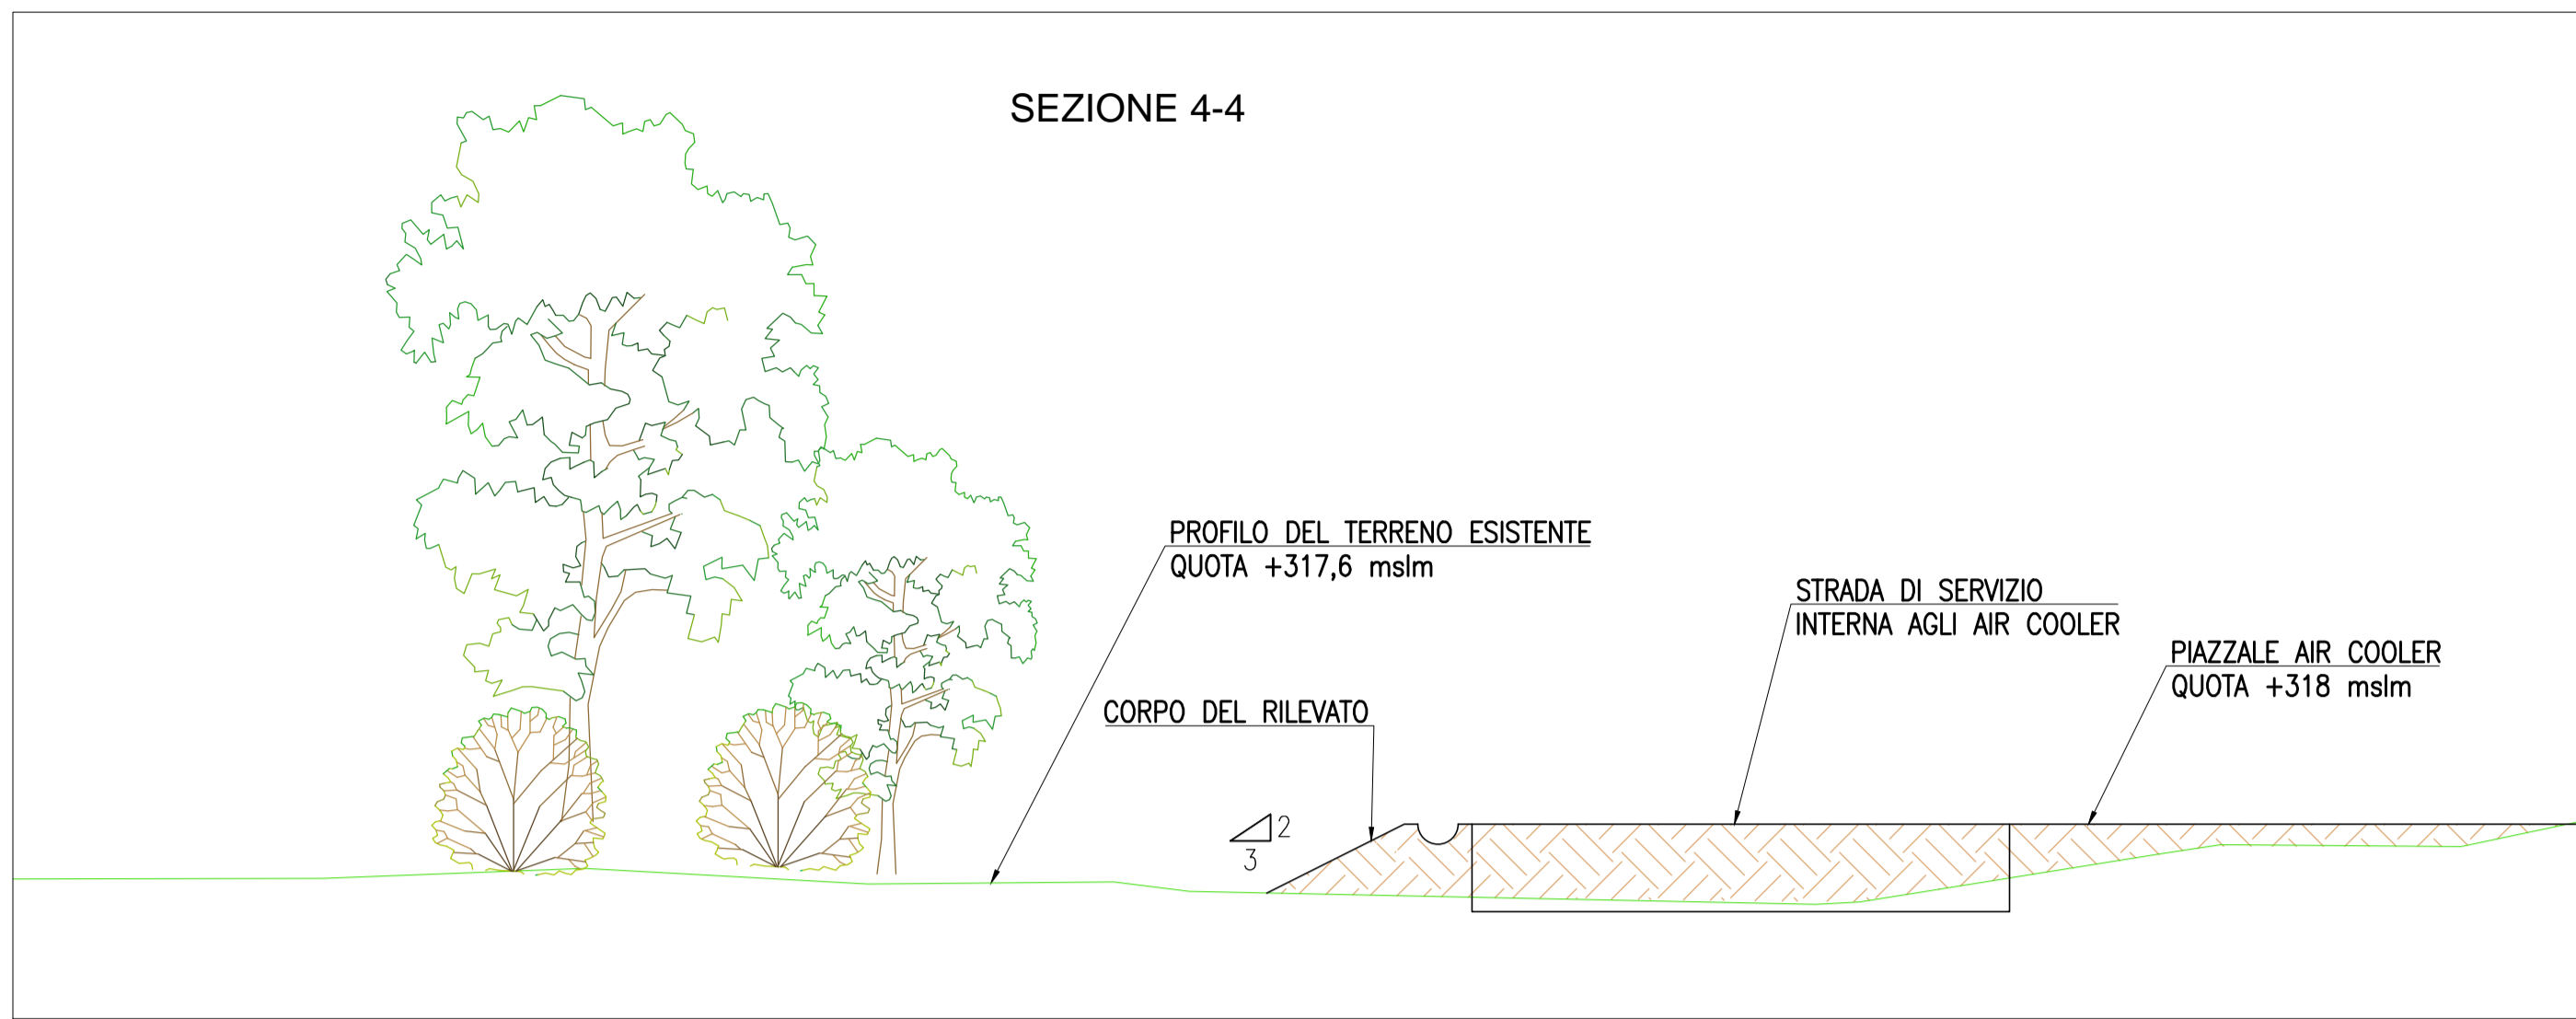 SEZIONE 4-4
PROFILO DEL TERRENO ESISTENTE
QUOTA +317,6 mslm
STRADA DI SERVIZIO
INTERNA AGLI AIR COOLER
PIAZZALE AIR COOLER
QUOTA +318 mslm
CORPO DEL RILEVATO
2
3